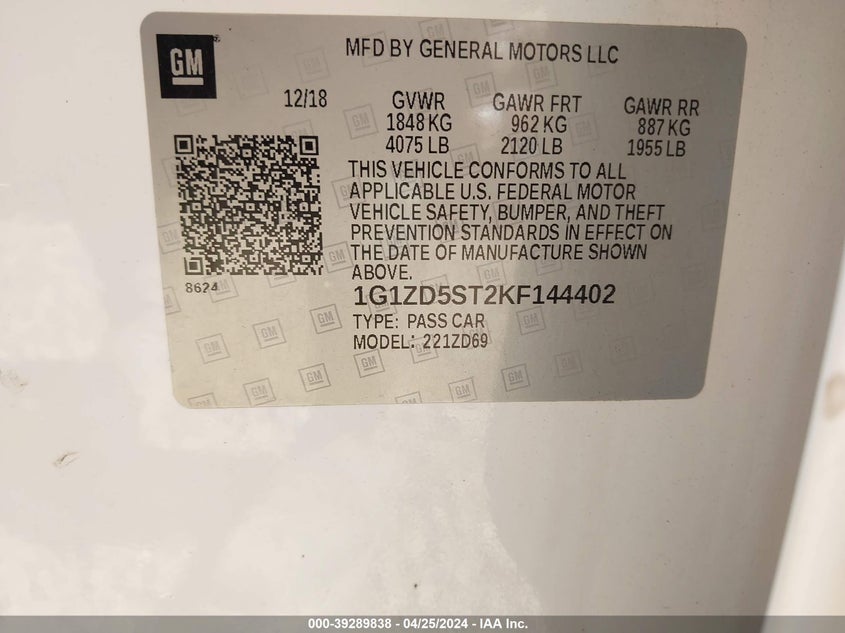 GM
MFD BY GENERAL MOTORS LLC
12/18
GVWR GAWR FRT GAWR RR
1848 KG 962 KG 887 KG
4075 LB 2120 LB 1955 LB
THIS VEHICLE CONFORMS TO ALL
APPLICABLE U.S. FEDERAL MOTOR
VEHICLE SAFETY, BUMPER, AND THEFT
PREVENTION STANDARDS IN EFFECT ON
THE DATE OF MANUFACTURE SHOWN
ABOVE.
8624
1G1ZD5ST2KF144402
TYPE: PASS CAR
MODEL: 221ZD69
000-39289838 - 04/25/2024 - IAA Inc.